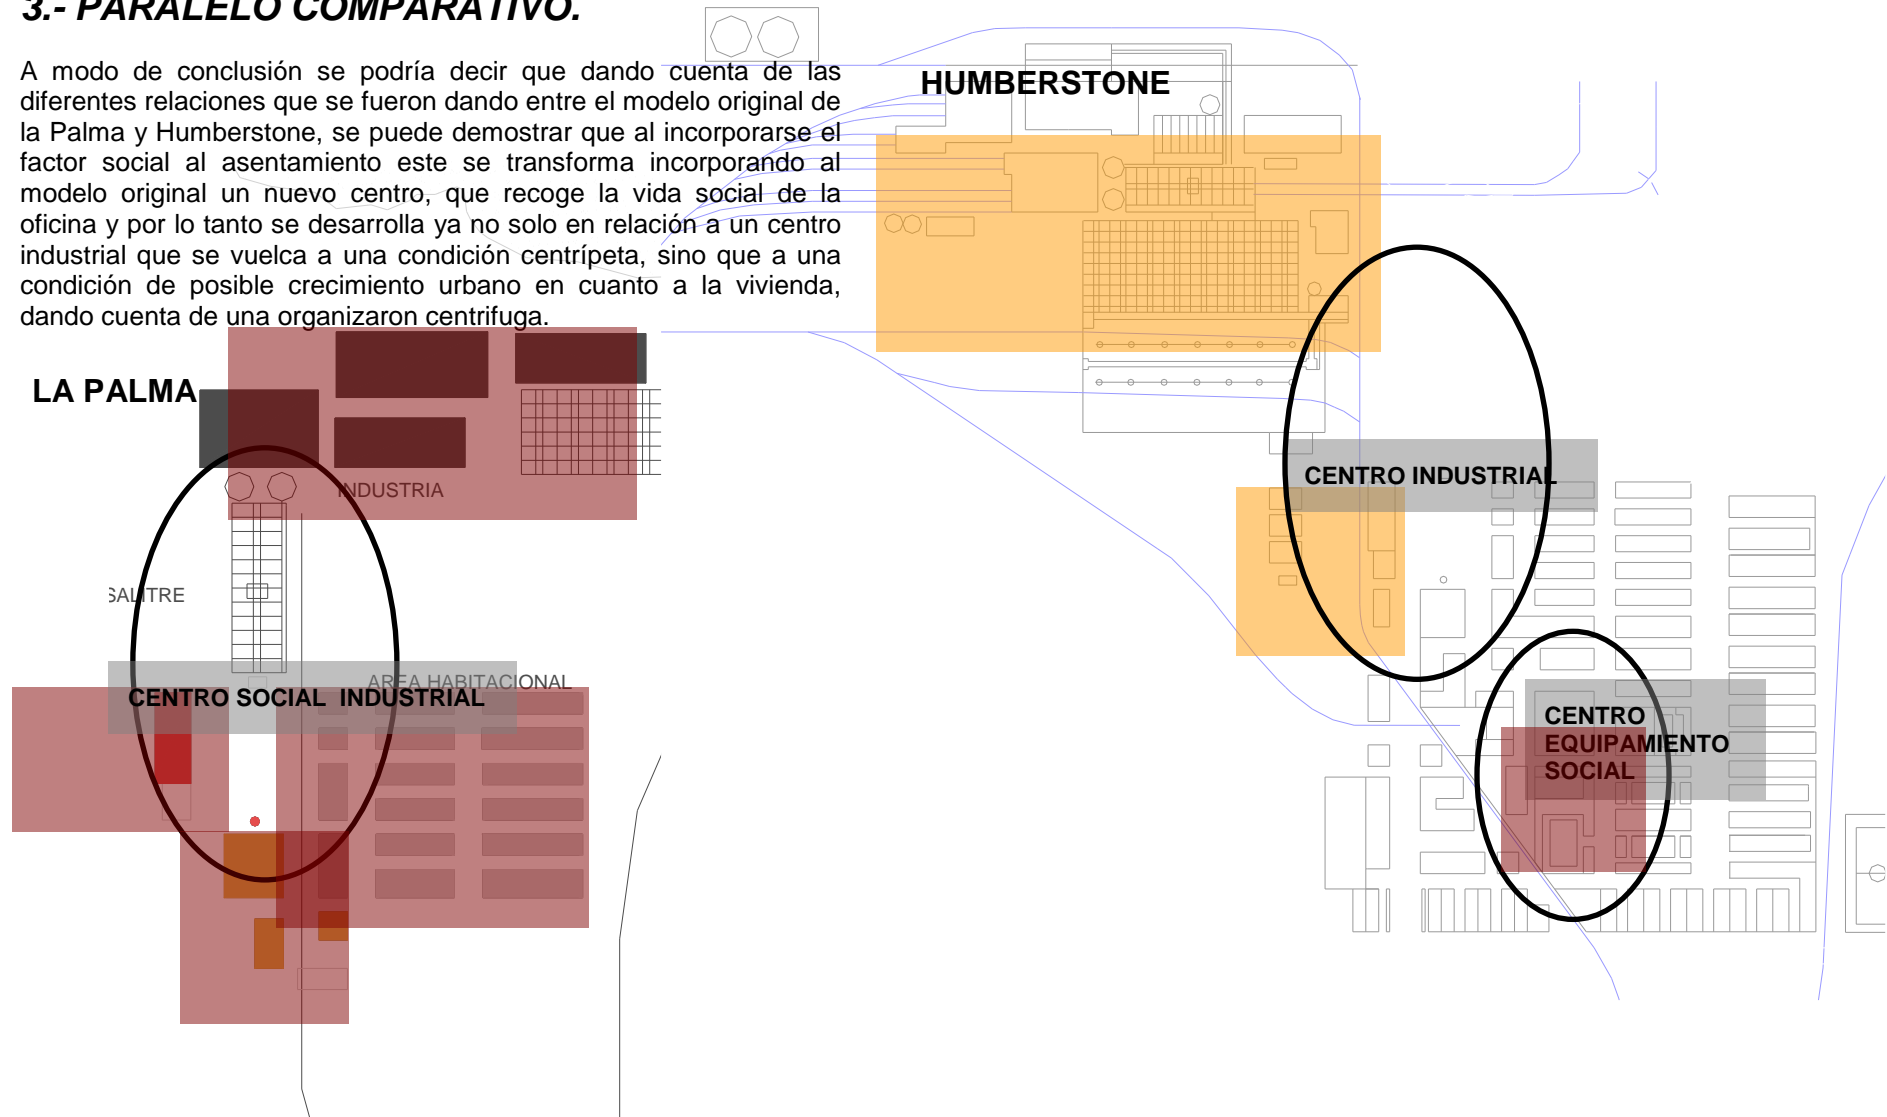 3.- PARALELO COMPARATIVO.
A modo de conclusión se podría decir que dando cuenta de las
diferentes relaciones que se fueron dando entre el modelo original de
la Palma y Humberstone, se puede demostrar que al incorporarse el
factor social al asentamiento este se transforma incorporando al
modelo original un nuevo centro, que recoge la vida social de la
oficina y por lo tanto se desarrolla ya no solo en relación a un centro
industrial que se vuelca a una condición centrípeta, sino que a una
condición de posible crecimiento urbano en cuanto a la vivienda,
dando cuenta de una organizaron centrifuga.
HUMBERSTONE
LA PALMA
INDUSTRIA
SALITRE
AREA HABITACIONAL
CENTRO SOCIAL INDUSTRIAL
CENTRO INDUSTRIAL
CENTRO
EQUIPAMIENTO
SOCIAL